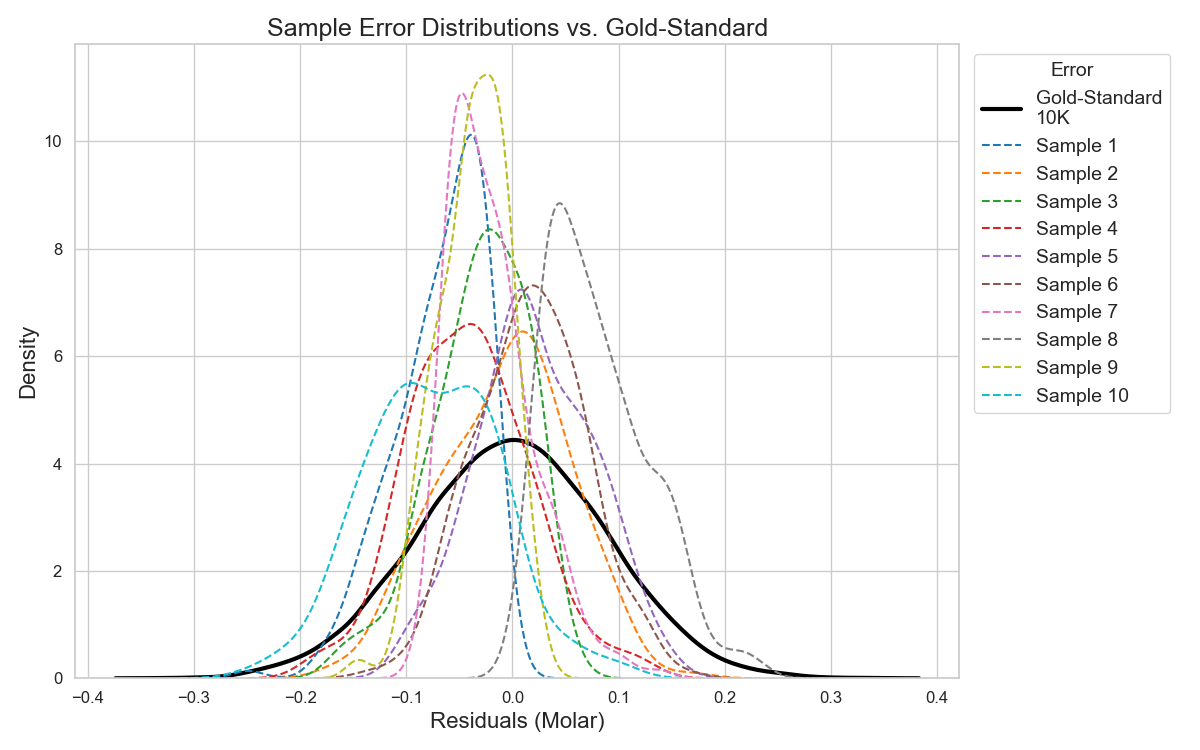 Sample Error Distributions vs. Gold-Standard
Density
10
8
6
4
2
0
−0.4
−0.3
−0.2
−0.1
0.0
0.1
0.2
0.3
0.4
Residuals (Molar)
Error
Gold-Standard
10K
Sample 1
Sample 2
Sample 3
Sample 4
Sample 5
Sample 6
Sample 7
Sample 8
Sample 9
Sample 10